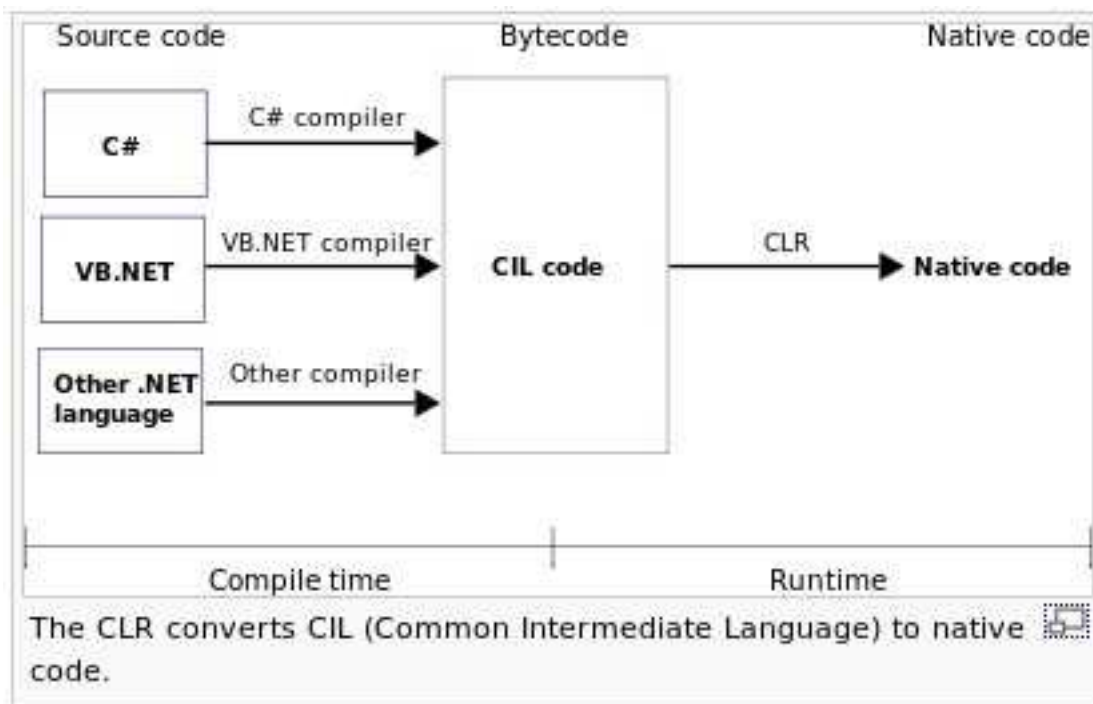 Source code
Bytecode
Native code
C# compiler
C#
VB.NET compiler
VB.NET
CIL code
CLR
Native code
Other compiler
Other .NET
language
Compile time
Runtime
The CLR converts CIL (Common Intermediate Language) to native
code.